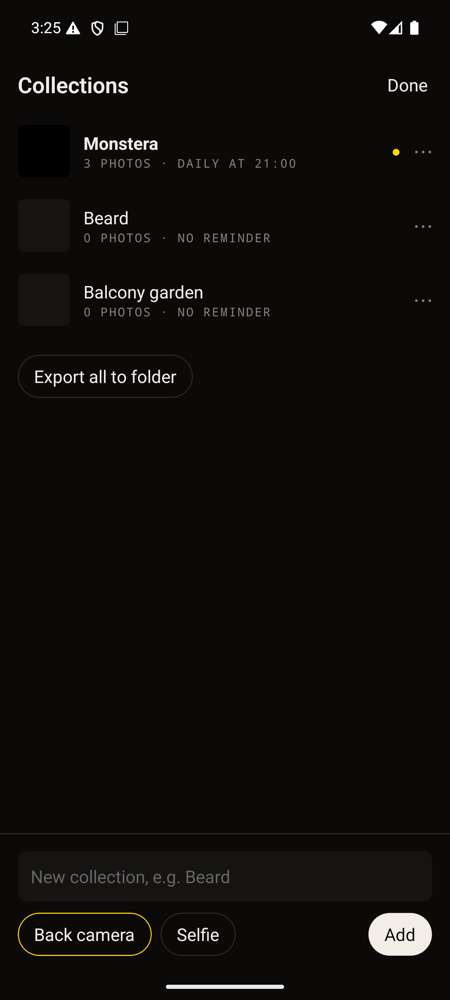 3:25
Collections
Done
Monstera
3 PHOTOS · DAILY AT 21:00
Beard
0 PHOTOS · NO REMINDER
Balcony garden
0 PHOTOS · NO REMINDER
Export all to folder
New collection, e.g. Beard
Back camera
Selfie
Add